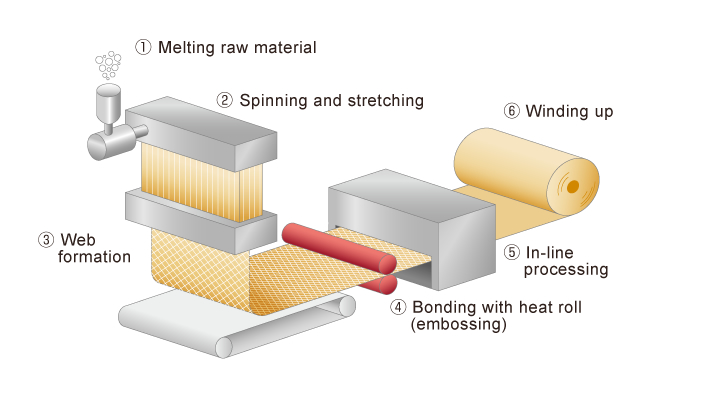 ① Melting raw material
② Spinning and stretching
⑥ Winding up
③ Web
formation
⑤ In-line
processing
④ Bonding with heat roll
(embossing)